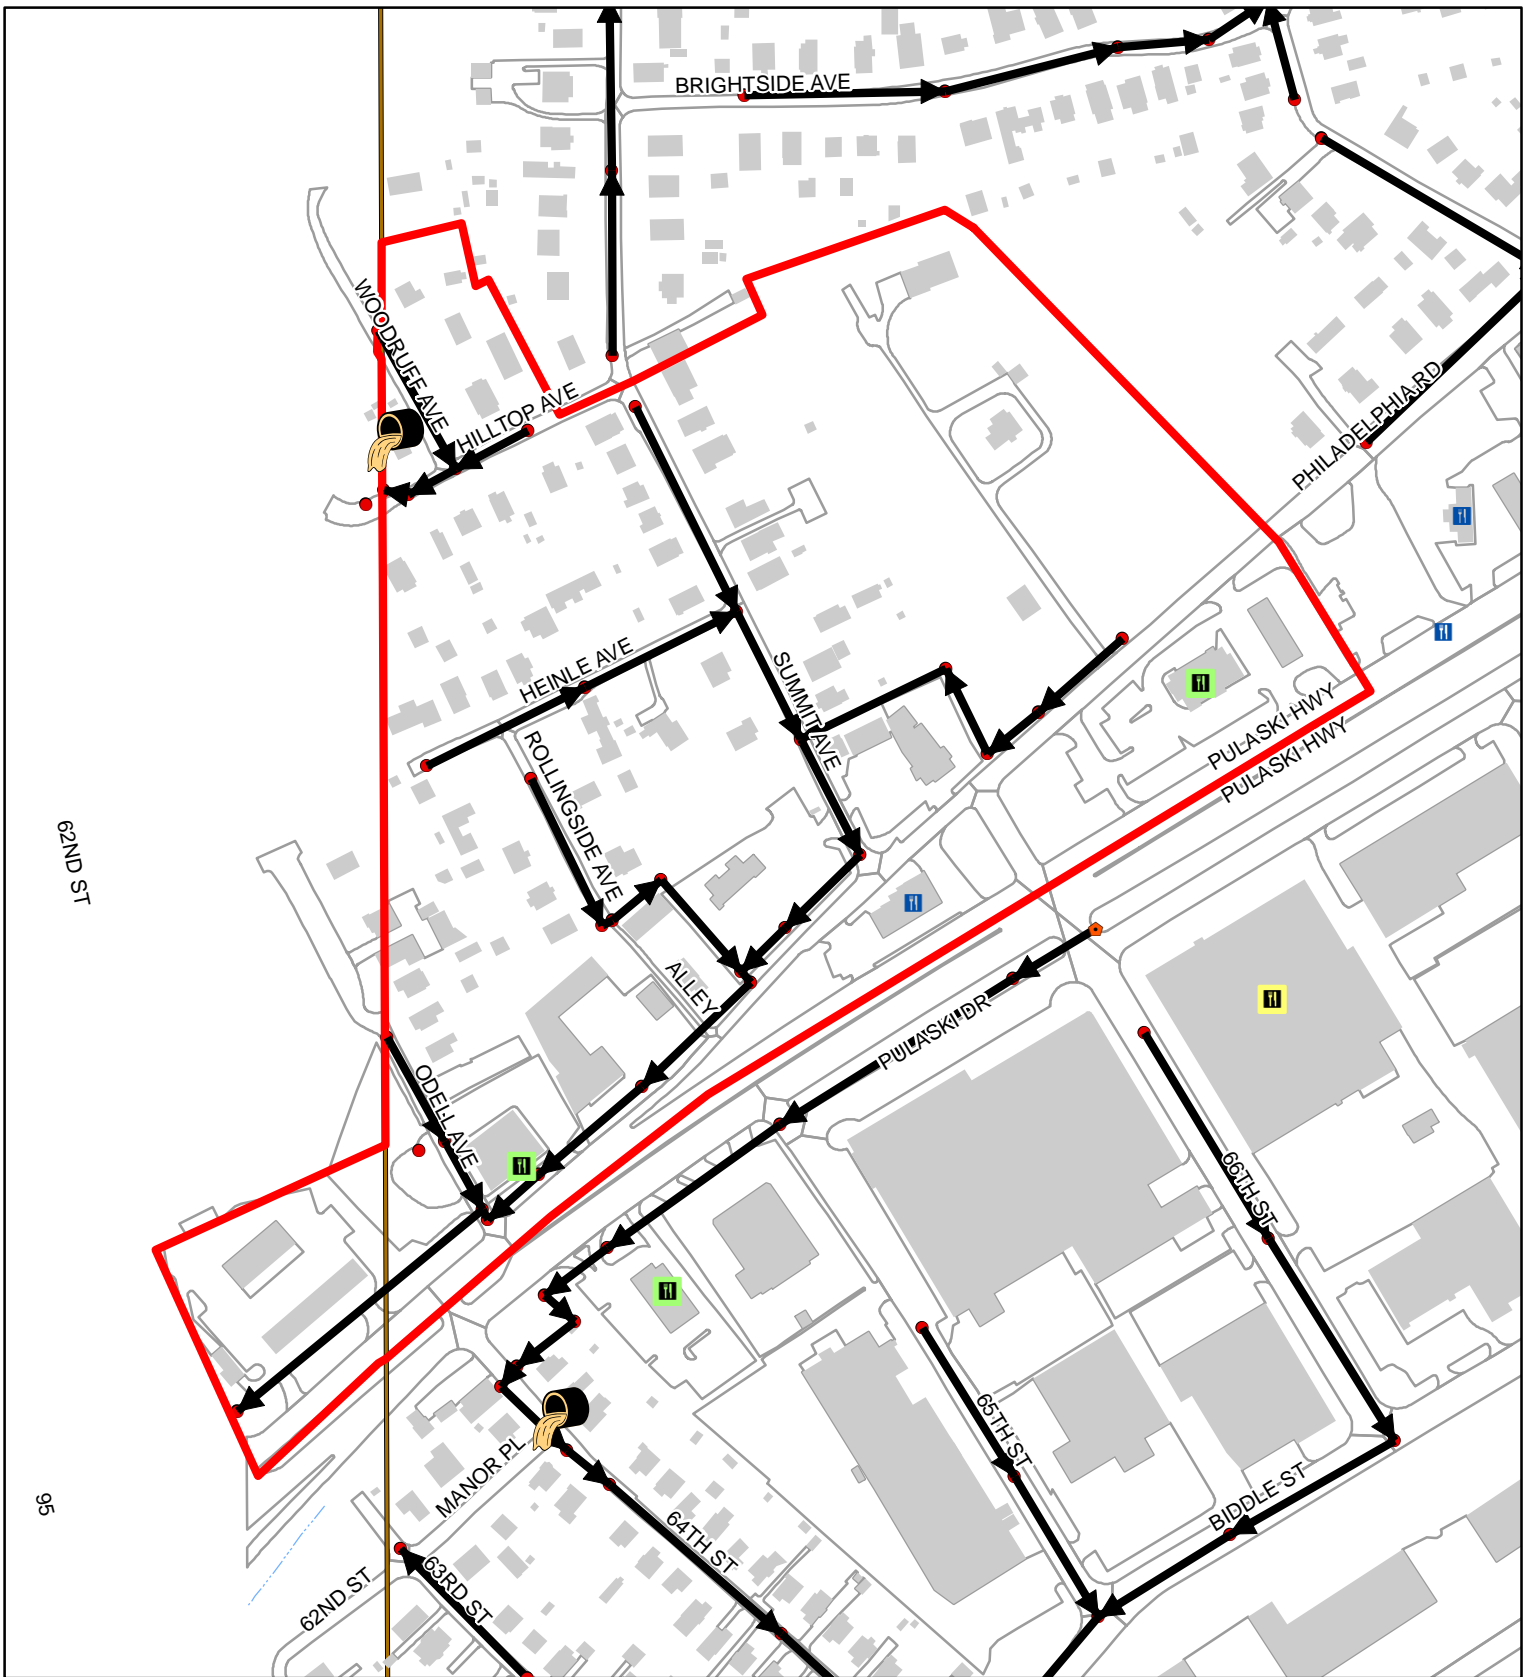 BRIGHTSIDE AVE
WOODRUFF AVE
HILLTOP AVE
PHILADELPHIA RD
HEINLE AVE
SUMMIT AVE
PULASKI HWY
PULASKI HWY
ROLLINGSIDE AVE
62ND ST
ALLEY
PULASKI DR
ODELL AVE
66TH ST
65TH ST
MANOR PL
BIDDLE ST
95
64TH ST
63RD ST
62ND ST